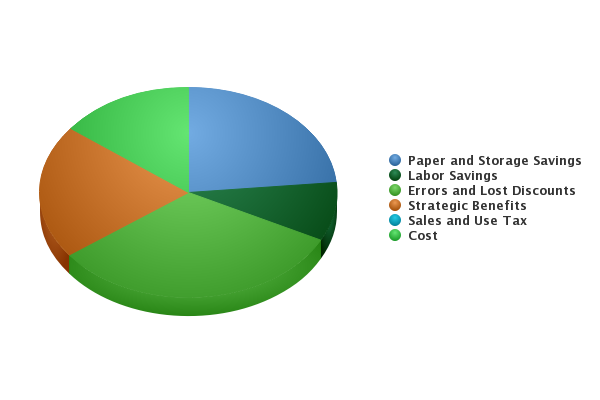 Paper and Storage Savings
Labor Savings
Errors and Lost Discounts
Strategic Benefits
Sales and Use Tax
Cost